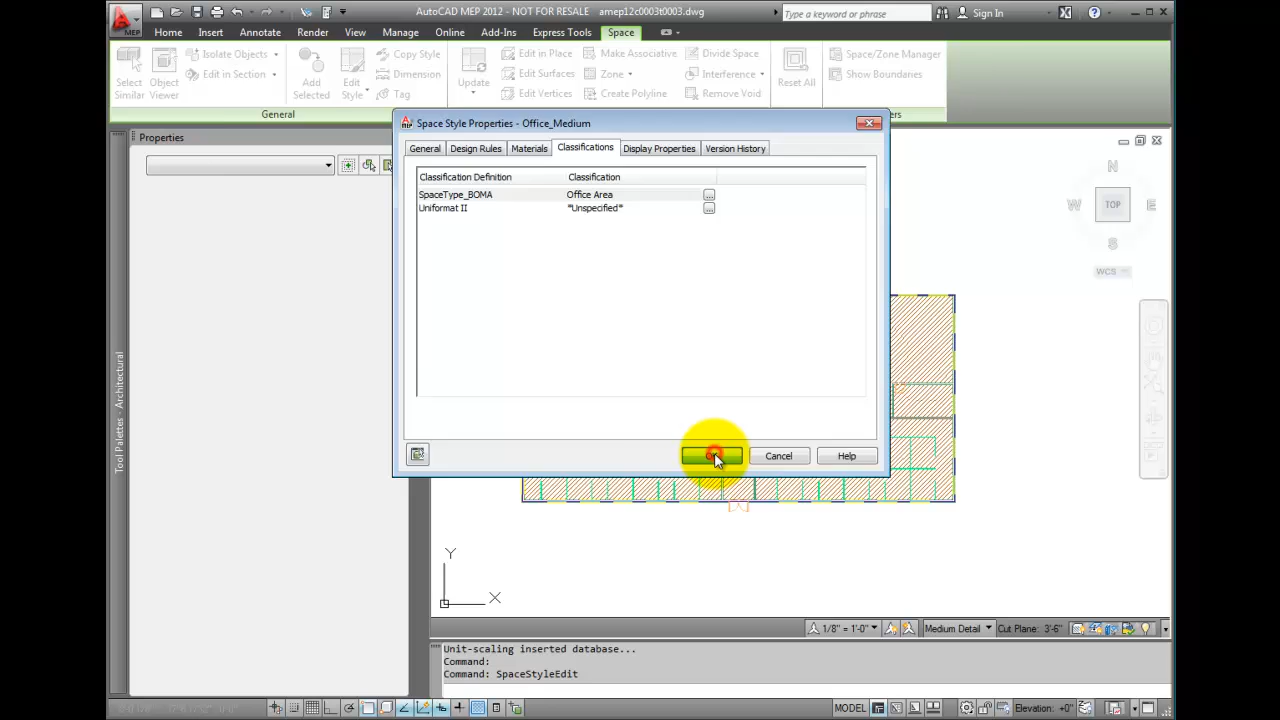 AutoCAD MEP 2012 - NOT FOR RESALE amep12c0003t0003.dwg
Type a keyword or phrase
Sign In
MEP
Home Insert Annotate Render View Manage Online Add-Ins Express Tools Space
Select Similar
Object Viewer
Isolate Objects
Edit in Section
Add Selected
Edit Style
Copy Style
Dimension
Tag
Update
Edit in Place
Edit Surfaces
Edit Vertices
Make Associative
Zone
Create Polyline
Divide Space
Interference
Remove Void
Reset All
Space/Zone Manager
Show Boundaries
General
Properties
Space Style Properties - Office_Medium
General Design Rules Materials Classifications Display Properties Version History
Classification Definition Classification
SpaceType_BOMA Office Area
Uniformat II *Unspecified*
Cancel Help
N
W TOP E
S
WCS
Tool Palettes - Architectural
Y
X
1/8" = 1'-0" Medium Detail Cut Plane: 3'-6"
Unit-scaling inserted database...
Command:
Command: SpaceStyleEdit
MODEL Elevation: +0"